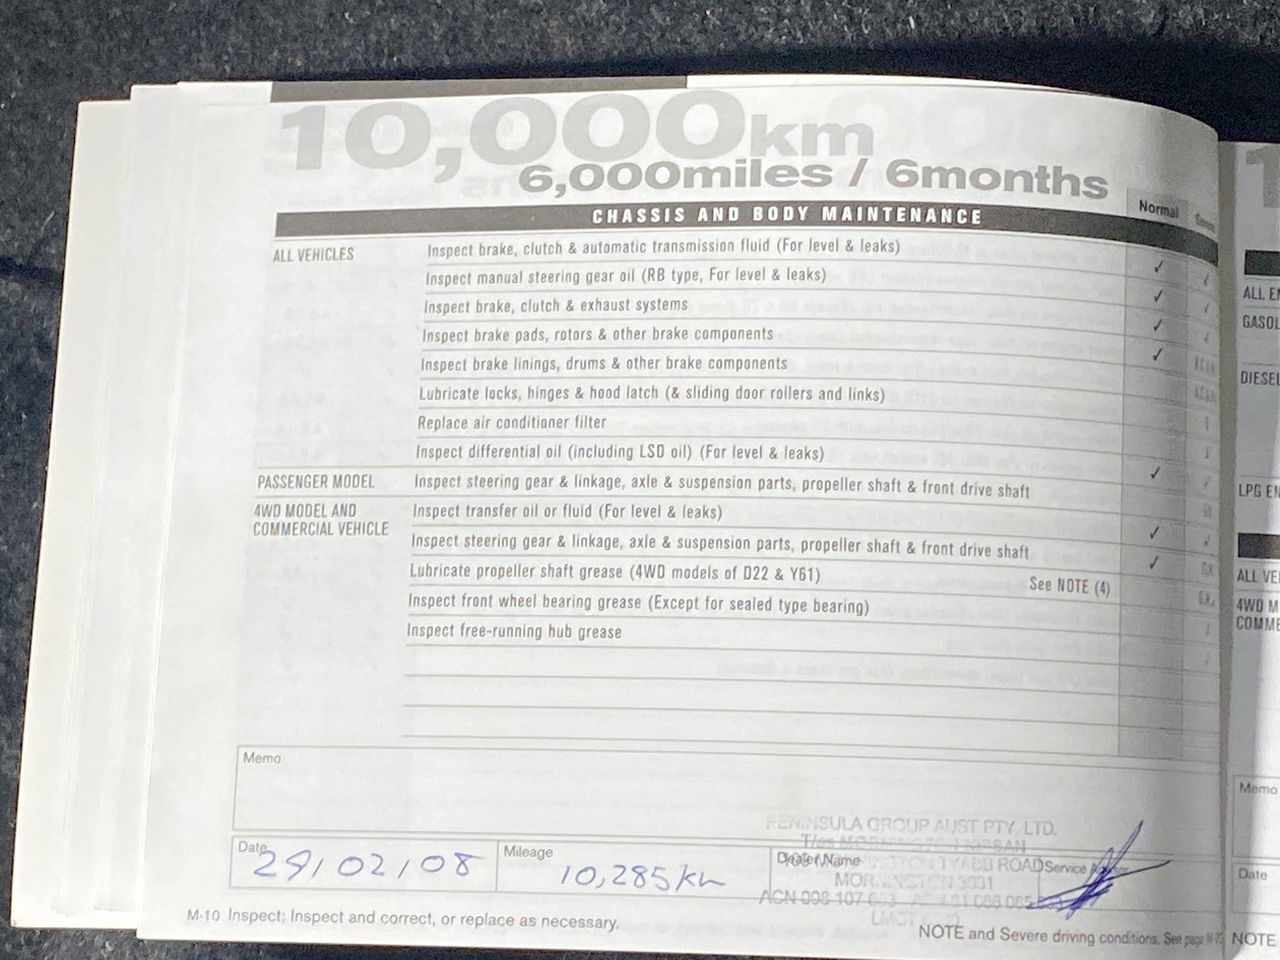 10,000km
6,000miles / 6months
CHASSIS AND BODY MAINTENANCE
Normal
ALL VEHICLES
Inspect brake, clutch & automatic transmission fluid (For level & leaks)
Inspect manual steering gear oil (RB type, For level & leaks)
Inspect brake, clutch & exhaust systems
Inspect brake pads, rotors & other brake components
Inspect brake linings, drums & other brake components
Lubricate locks, hinges & hood latch (& sliding door rollers and links)
Replace air conditioner filter
Inspect differential oil (including LSD oil) (For level & leaks)
PASSENGER MODEL Inspect steering gear & linkage, axle & suspension parts, propeller shaft & front drive shaft
4WD MODEL AND
COMMERCIAL VEHICLE
Inspect transfer oil or fluid (For level & leaks)
Inspect steering gear & linkage, axle & suspension parts, propeller shaft & front drive shaft
Lubricate propeller shaft grease (4WD models of D22 & Y61) See NOTE (4)
Inspect front wheel bearing grease (Except for sealed type bearing)
Inspect free-running hub grease
Memo
PENINSULA GROUP AUST PTY. LTD.
Date 29/02/08
Mileage 10,285km
Dealer Name
ROAD
Service
ACN 098 107
M-10 Inspect; Inspect and correct, or replace as necessary.
NOTE and Severe driving conditions. See page
ALL
GASOL
DIESEL
LPG
ALL
4WD
COMM
Memo
Date
NOTE